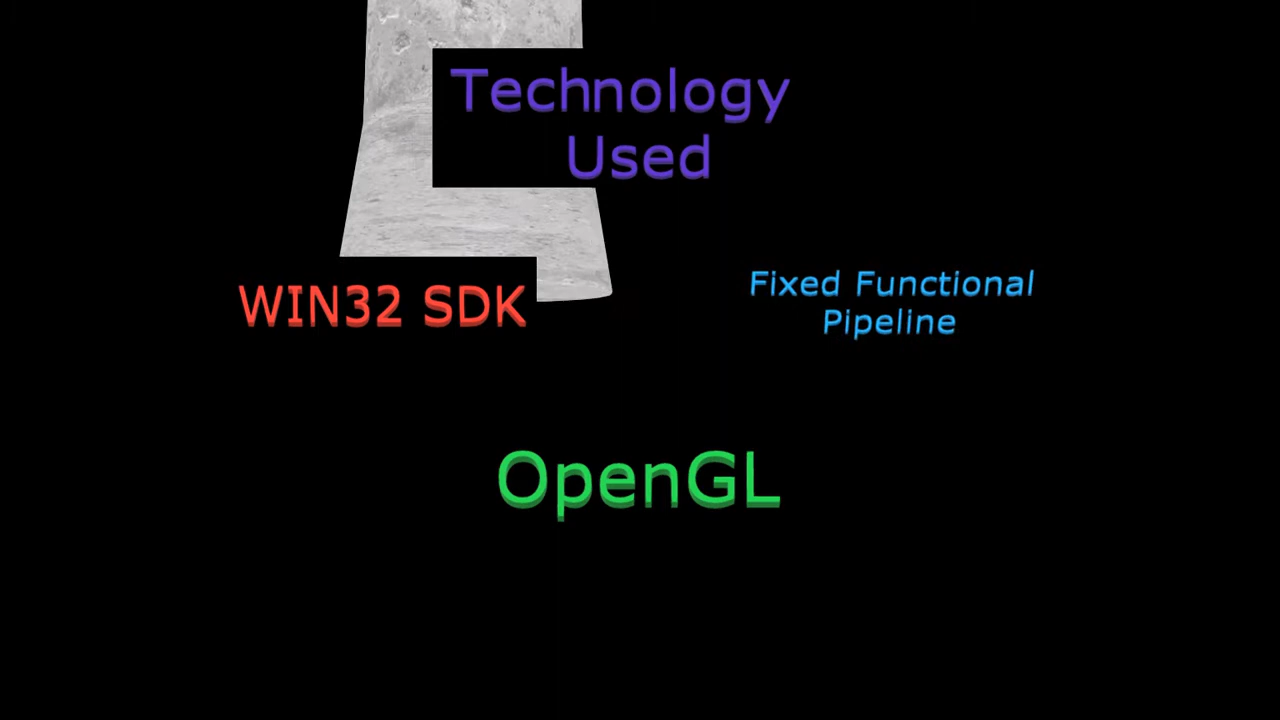 Technology
Used
WIN32 SDK
Fixed Functional
Pipeline
OpenGL